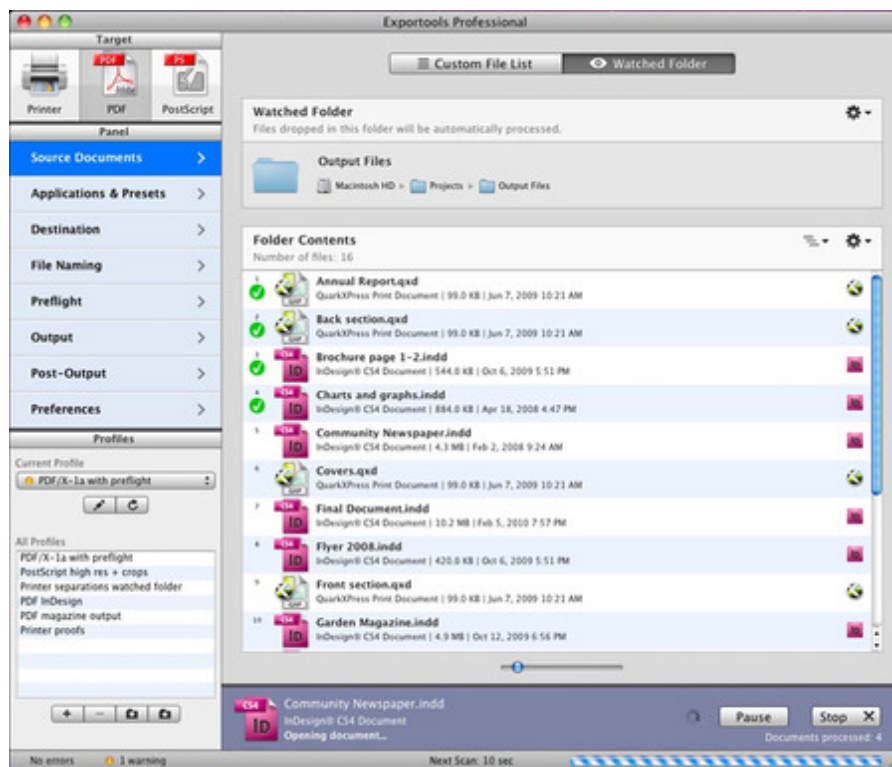 Exportools Professional
Target
Printer
PDF
PostScript
Panel
Source Documents
Applications & Presets
Destination
File Naming
Preflight
Output
Post-Output
Preferences
Profiles
Current Profile
PDF/X-1a with preflight
All Profiles
PDF/X-1a with preflight
PostScript high res + crops
Printer separations watched folder
PDF InDesign
PDF magazine output
Printer proofs
Custom File List
Watched Folder
Watched Folder
Files dropped in this folder will be automatically processed.
Output Files
Macintosh HD ▸ Projects ▸ Output Files
Folder Contents
Number of files: 16
1 Annual Report.qxd
QuarkXPress Print Document | 99.0 KB | Jun 7, 2009 10:21 AM
2 Back section.qxd
QuarkXPress Print Document | 99.0 KB | Jun 7, 2009 10:21 AM
3 Brochure page 1-2.indd
InDesign® CS4 Document | 544.0 KB | Oct 6, 2009 5:51 PM
4 Charts and graphs.indd
InDesign® CS4 Document | 884.0 KB | Apr 18, 2008 4:47 PM
5 Community Newspaper.indd
InDesign® CS4 Document | 4.3 MB | Feb 2, 2008 9:24 AM
6 Covers.qxd
QuarkXPress Print Document | 99.0 KB | Jun 7, 2009 10:21 AM
7 Final Document.indd
InDesign® CS4 Document | 10.2 MB | Feb 5, 2010 7:57 PM
8 Flyer 2008.indd
InDesign® CS4 Document | 420.0 KB | Oct 6, 2009 5:51 PM
9 Front section.qxd
QuarkXPress Print Document | 99.0 KB | Jun 7, 2009 10:21 AM
10 Garden Magazine.indd
InDesign® CS4 Document | 4.9 MB | Oct 12, 2009 6:56 PM
CS4
ID
Community Newspaper.indd
InDesign® CS4 Document
Opening document...
Pause
Stop
Documents processed: 4
No errors
1 warning
Next Scan: 10 sec